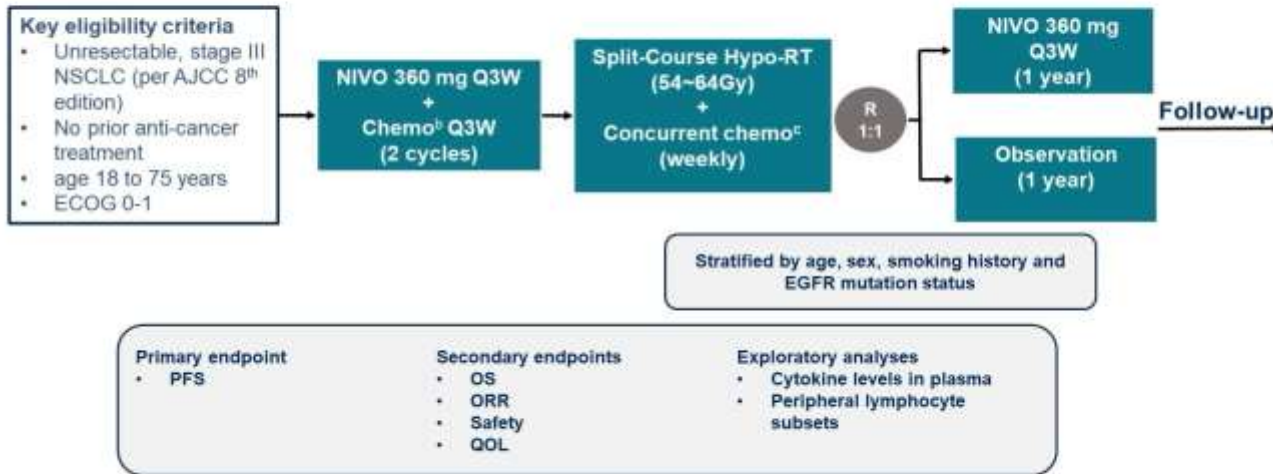 Key eligibility criteria
• Unresectable, stage III
NSCLC (per AJCC 8th
edition)
• No prior anti-cancer
treatment
• age 18 to 75 years
• ECOG 0-1
NIVO 360 mg Q3W
+
Chemob Q3W
(2 cycles)
Split-Course Hypo-RT
(54~64Gy)
+
Concurrent chemoc
(weekly)
R
1:1
NIVO 360 mg
Q3W
(1 year)
Observation
(1 year)
Follow-up
Stratified by age, sex, smoking history and
EGFR mutation status
Primary endpoint
• PFS
Secondary endpoints
• OS
• ORR
• Safety
• QOL
Exploratory analyses
• Cytokine levels in plasma
• Peripheral lymphocyte
subsets